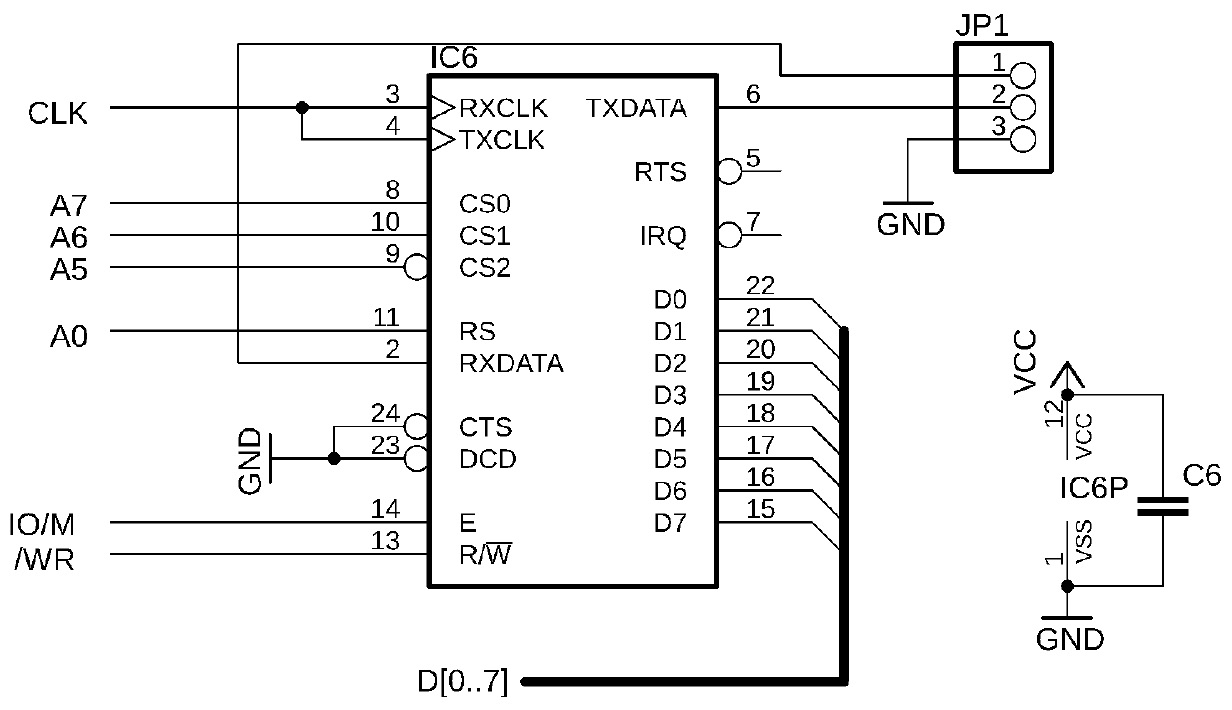 JP1
IC6
1
CLK 3 RXCLK TXDATA 6 2
4 TXCLK 3
RTS 5
A7 8 CS0 GND
A6 10 CS1 IRQ 7
A5 9 CS2
D0 22
A0 11 RS D1 21
2 RXDATA D2 20 VCC
D3 19 12 VCC
24 CTS D4 18
GND 23 DCD D5 17 C6
D6 16 IC6P
IO/M 14 E D7 15
/WR 13 R/W 1 VSS
GND
D[0..7]